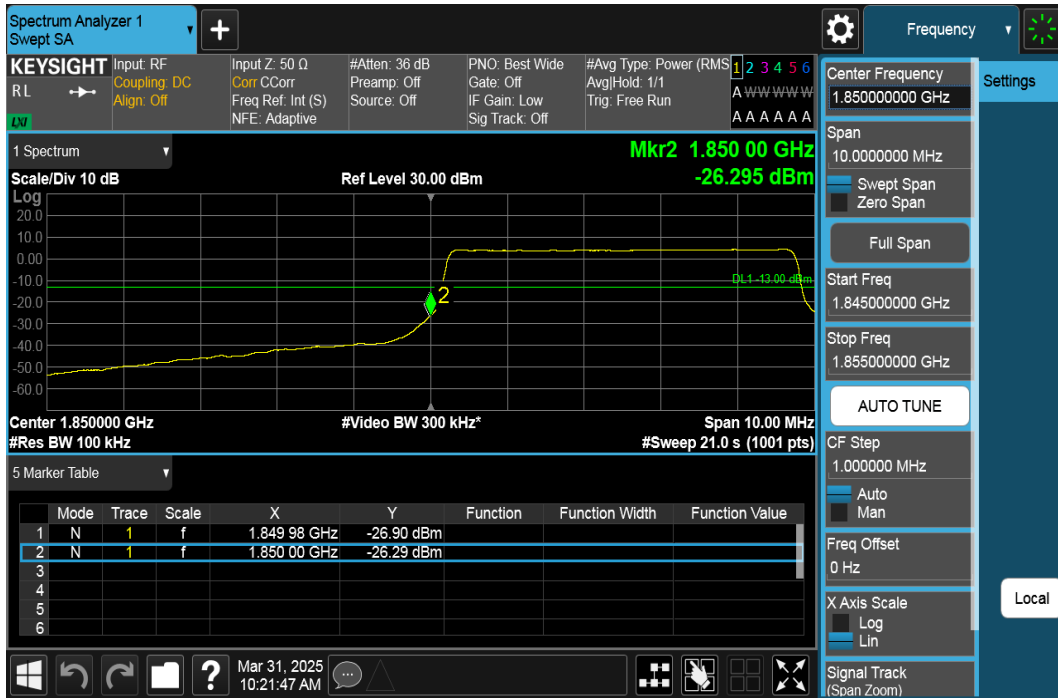 Spectrum Analyzer 1
Swept SA
Frequency
KEYSIGHT
RL
LXI
Input: RF
Coupling: DC
Align: Off
Input Z: 50 Ω
Corr CCorr
Freq Ref: Int (S)
NFE: Adaptive
#Atten: 36 dB
Preamp: Off
Source: Off
PNO: Best Wide
Gate: Off
IF Gain: Low
Sig Track: Off
#Avg Type: Power (RMS
Avg|Hold: 1/1
Trig: Free Run
1 2 3 4 5 6
A W W W W W
A A A A A A
1 Spectrum
Mkr2 1.850 00 GHz
Scale/Div 10 dB
Ref Level 30.00 dBm
-26.295 dBm
Log
20.0
10.0
0.00
-10.0
-20.0
-30.0
-40.0
-50.0
-60.0
DL1 -13.00 dBm
2
Center 1.850000 GHz
#Video BW 300 kHz*
Span 10.00 MHz
#Res BW 100 kHz
#Sweep 21.0 s (1001 pts)
5 Marker Table
Mode Trace Scale X Y Function Function Width Function Value
1 N 1 f 1.849 98 GHz -26.90 dBm
2 N 1 f 1.850 00 GHz -26.29 dBm
3
4
5
6
?
Mar 31, 2025
10:21:47 AM
Center Frequency
1.850000000 GHz
Settings
Span
10.0000000 MHz
Swept Span
Zero Span
Full Span
Start Freq
1.845000000 GHz
Stop Freq
1.855000000 GHz
AUTO TUNE
CF Step
1.000000 MHz
Auto
Man
Freq Offset
0 Hz
X Axis Scale
Log
Lin
Local
Signal Track
(Span Zoom)